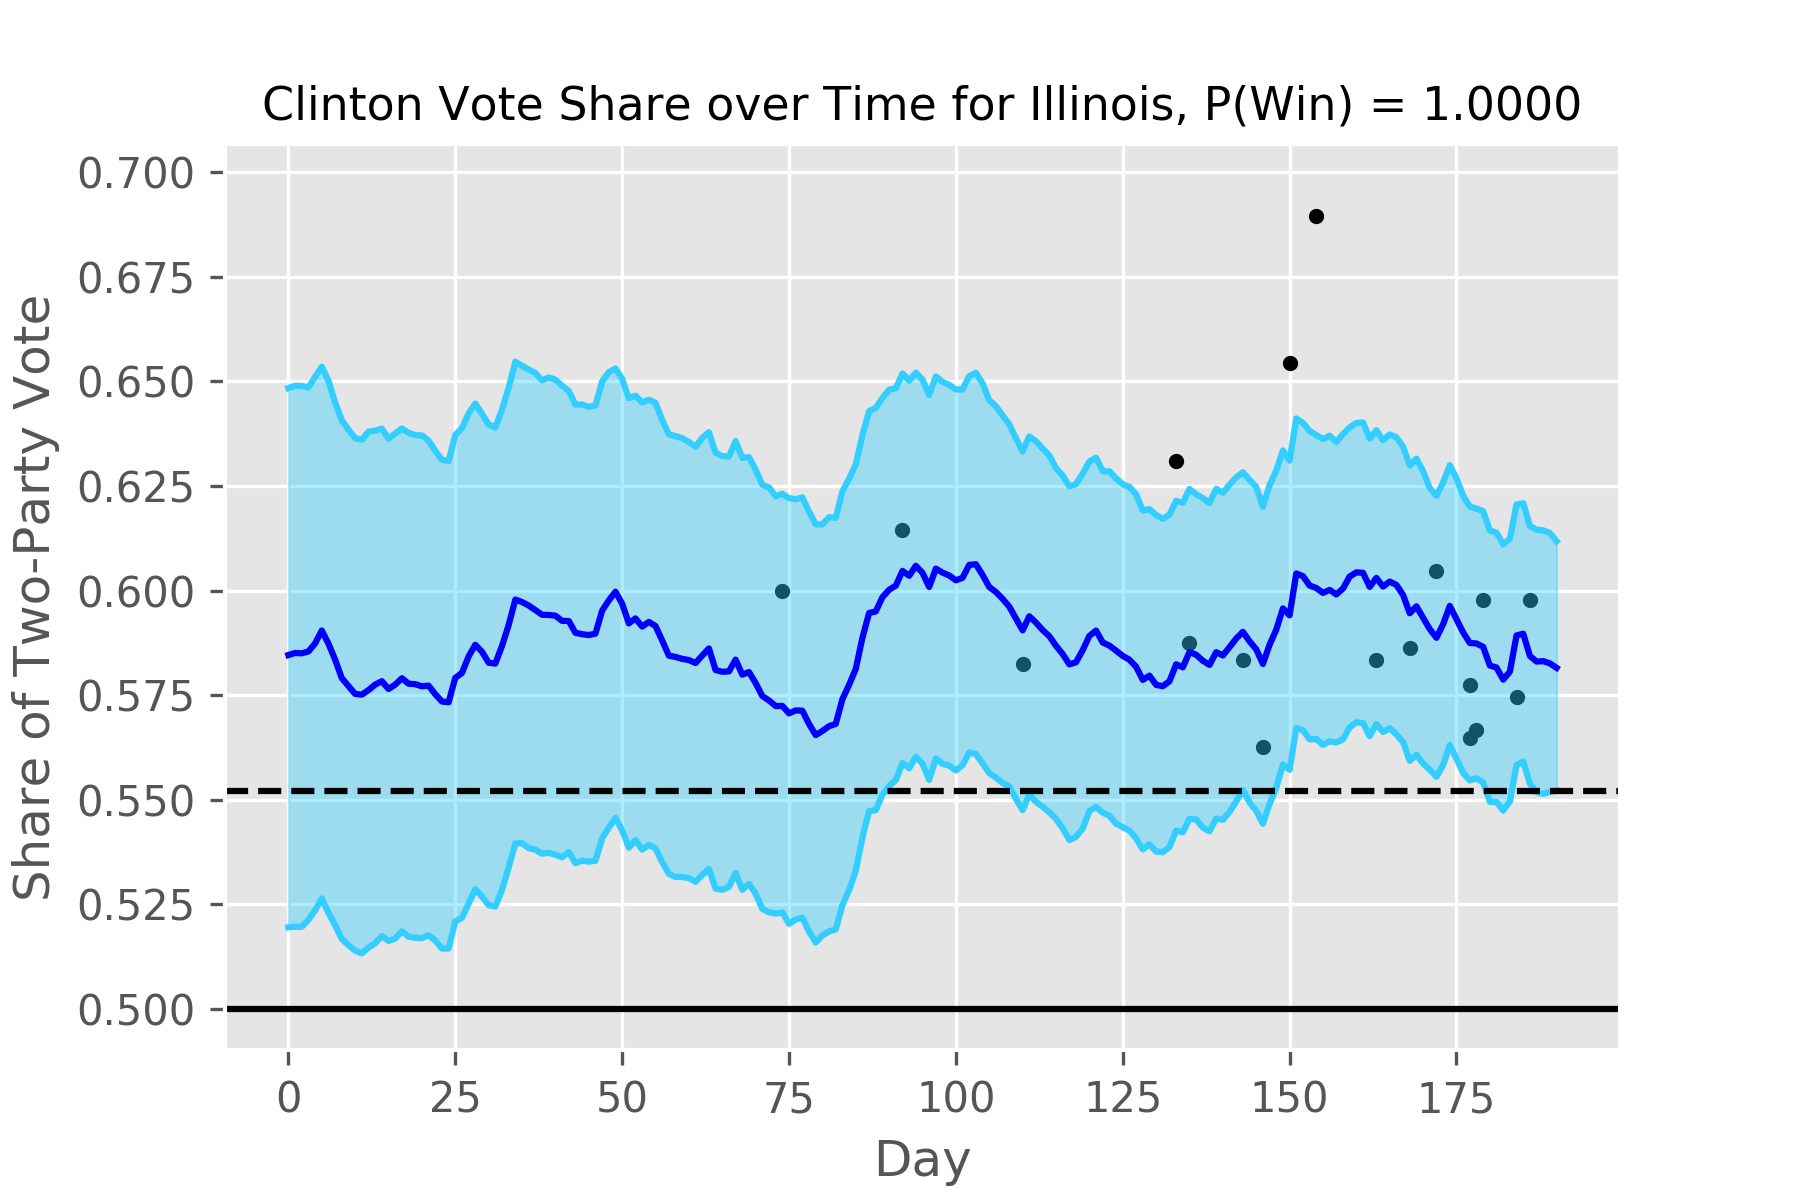 Clinton Vote Share over Time for Illinois, P(Win) = 1.0000
Share of Two-Party Vote
0.700
0.675
0.650
0.625
0.600
0.575
0.550
0.525
0.500
0 25 50 75 100 125 150 175
Day